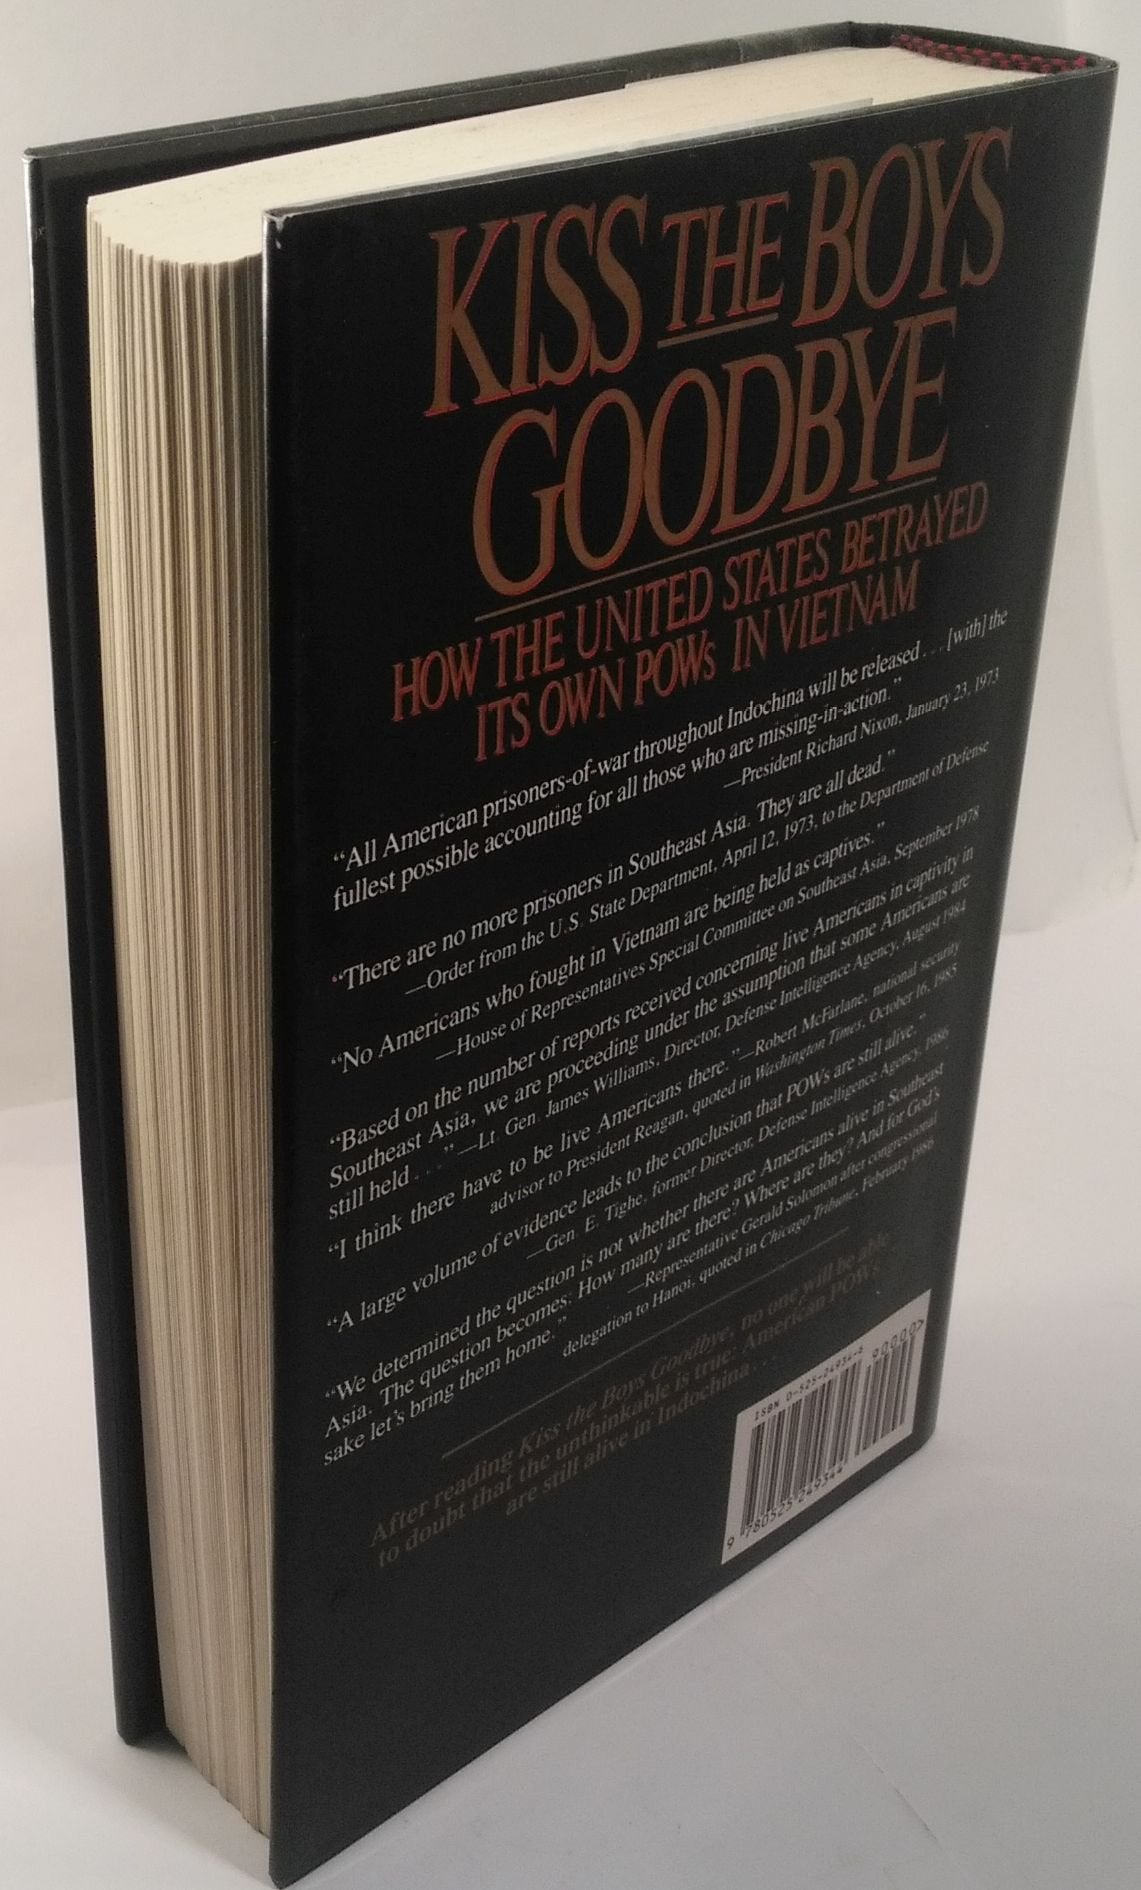 KISS THE BOYS
GOODBYE
HOW THE UNITED STATES BETRAYED
ITS OWN POWs IN VIETNAM
“All American prisoners-of-war throughout Indochina will be released . . . [with] the
fullest possible accounting for all those who are missing-in-action.”
—President Richard Nixon, January 23, 1973
“There are no more prisoners in Southeast Asia. They are all dead.”
—Order from the U.S. State Department, April 12, 1973, to the Department of Defense
“No Americans who fought in Vietnam are being held as captives.”
—House of Representatives Special Committee on Southeast Asia, September 1978
“Based on the number of reports received concerning live Americans in captivity in
Southeast Asia, we are proceeding under the assumption that some Americans are
still held . . .”—Lt. Gen. James Williams, Director, Defense Intelligence Agency, August 1984
“I think there have to be live Americans there.”—Robert McFarlane, national security
advisor to President Reagan, quoted in Washington Times, October 16, 1985
“A large volume of evidence leads to the conclusion that POWs are still alive.”
—Gen. E. Tighe, former Director, Defense Intelligence Agency, 1986
“We determined the question is not whether there are Americans alive in Southeast
Asia. The question becomes: How many are there? Where are they? And for God's
sake let's bring them home.”
—Representative Gerald Solomon after congressional
delegation to Hanoi, quoted in Chicago Tribune, February 1986
After reading Kiss the Boys Goodbye, no one will be able
to doubt that the unthinkable is true: American POWs
are still alive in Indochina . . .
ISBN 0-525-24934-6
90000>
9 780525 249344